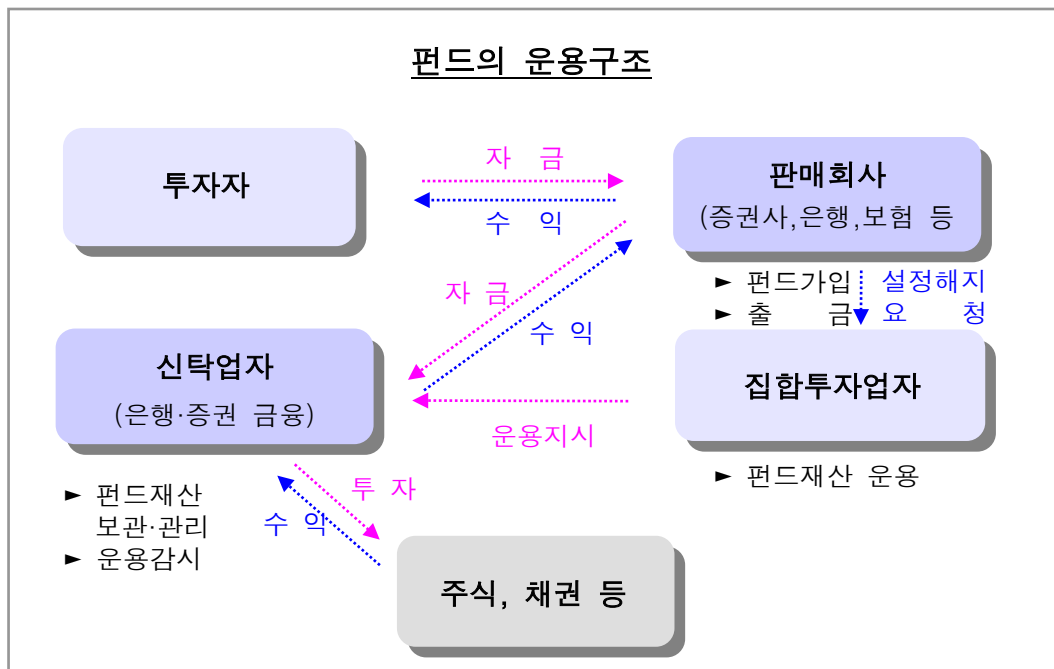 펀드의 운용구조
투자자
자 금
수 익
판매회사
(증권사,은행,보험 등
► 펀드가입
► 출 금
설정해지
요 청
자 금
수 익
신탁업자
(은행·증권 금융)
집합투자업자
운용지시
► 펀드재산 운용
► 펀드재산
보관·관리
► 운용감시
투 자
수 익
주식, 채권 등